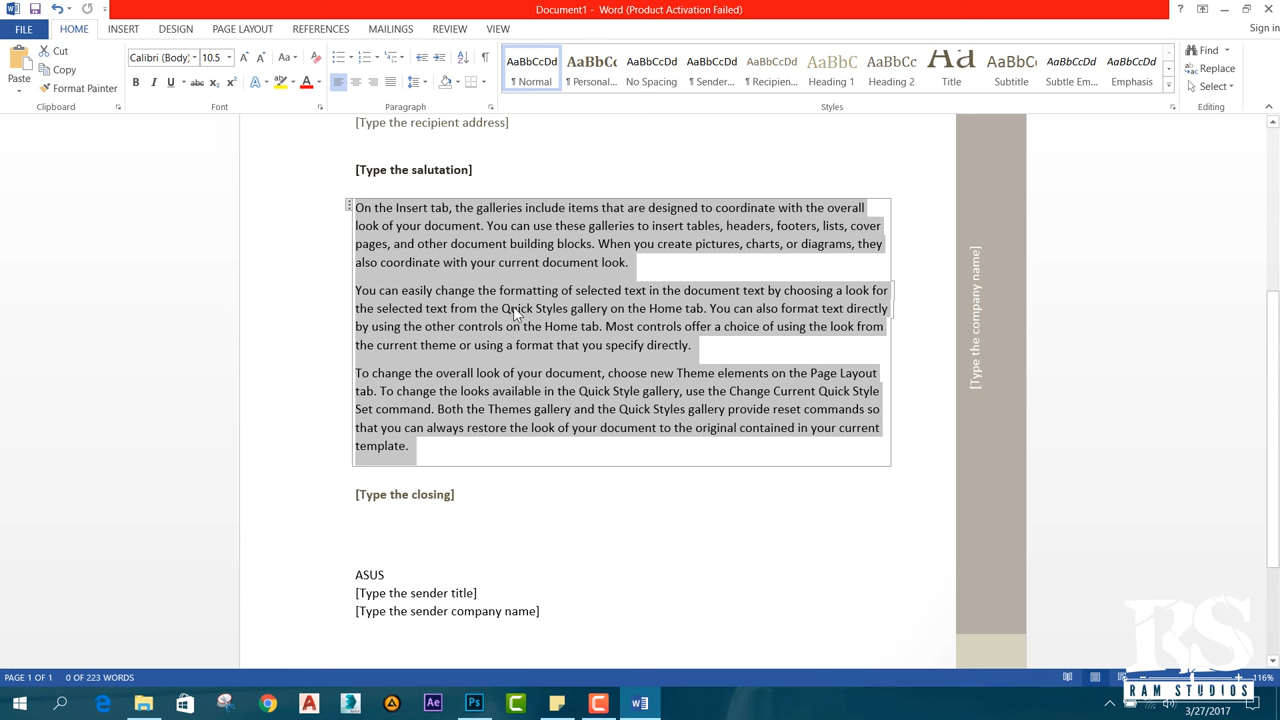 Document1 - Word (Product Activation Failed)
Sign in
FILE HOME INSERT DESIGN PAGE LAYOUT REFERENCES MAILINGS REVIEW VIEW
Paste
Cut
Copy
Format Painter
Clipboard
Calibri (Body) 10.5
Font
Paragraph
AaBbCcDd AaBbC AaBbCcDd AaBbCcDd AaBbCcDd AaBbC AaBbCcDd Aa AaBbC AaBbCcDd AaBbCcDd
¶ Normal ¶ Personal... No Spacing ¶ Sender... ¶ Recipien... Heading 1 Heading 2 Title Subtitle Subtle Em... Emphasis
Styles
Find
Replace
Select
Editing
[Type the recipient address]
[Type the salutation]
On the Insert tab, the galleries include items that are designed to coordinate with the overall
look of your document. You can use these galleries to insert tables, headers, footers, lists, cover
pages, and other document building blocks. When you create pictures, charts, or diagrams, they
also coordinate with your current document look.
You can easily change the formatting of selected text in the document text by choosing a look for
the selected text from the Quick Styles gallery on the Home tab. You can also format text directly
by using the other controls on the Home tab. Most controls offer a choice of using the look from
the current theme or using a format that you specify directly.
To change the overall look of your document, choose new Theme elements on the Page Layout
tab. To change the looks available in the Quick Style gallery, use the Change Current Quick Style
Set command. Both the Themes gallery and the Quick Styles gallery provide reset commands so
that you can always restore the look of your document to the original contained in your current
template.
[Type the closing]
ASUS
[Type the sender title]
[Type the sender company name]
[Type the company name]
PAGE 1 OF 1 0 OF 223 WORDS
116%
RS
RAM STUDIOS
3/27/2017